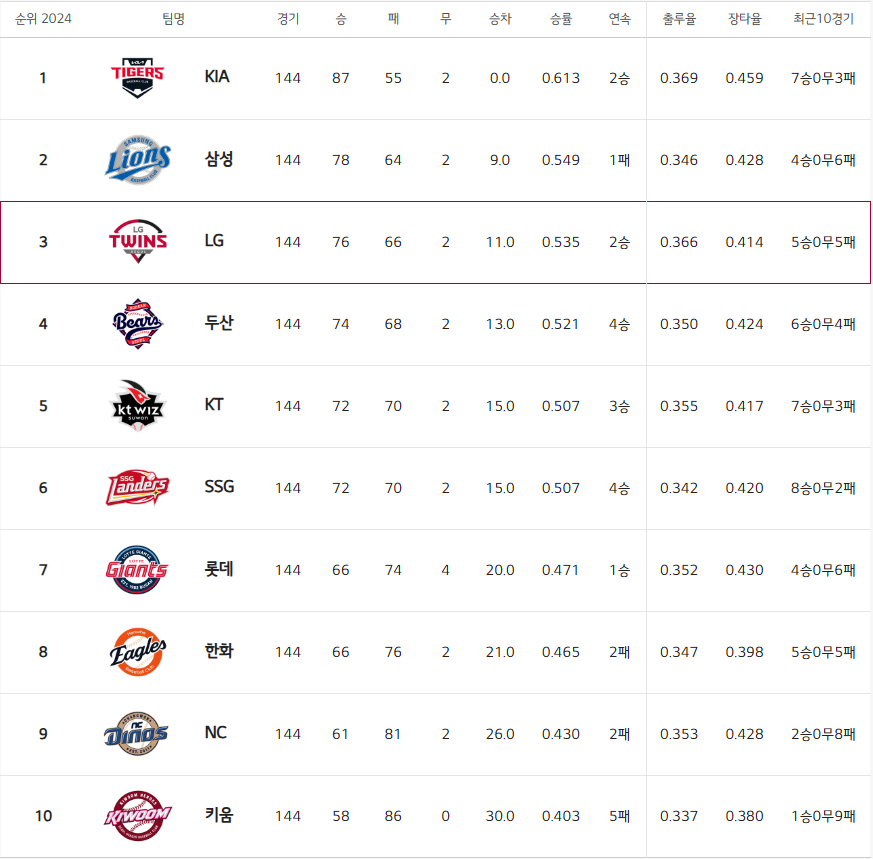 순위 2024 팀명 경기 승 패 무 승차 승률 연속 출루율 장타율 최근10경기
1 TIGERS KIA 144 87 55 2 0.0 0.613 2승 0.369 0.459 7승0무3패
2 SAMSUNG Lions 삼성 144 78 64 2 9.0 0.549 1패 0.346 0.428 4승0무6패
3 LG TWINS LG 144 76 66 2 11.0 0.535 2승 0.366 0.414 5승0무5패
4 Bears 두산 144 74 68 2 13.0 0.521 4승 0.350 0.424 6승0무4패
5 kt wiz suwon KT 144 72 70 2 15.0 0.507 3승 0.355 0.417 7승0무3패
6 SSG Landers SSG 144 72 70 2 15.0 0.507 4승 0.342 0.420 8승0무2패
7 LOTTE GIANTS Giants 롯데 144 66 74 4 20.0 0.471 1승 0.352 0.430 4승0무6패
8 Eagles 한화 144 66 76 2 21.0 0.465 2패 0.347 0.398 5승0무5패
9 NC DINOS NC 144 61 81 2 26.0 0.430 2패 0.353 0.428 2승0무8패
10 KIWOOM HEROES KIWOOM 키움 144 58 86 0 30.0 0.403 5패 0.337 0.380 1승0무9패